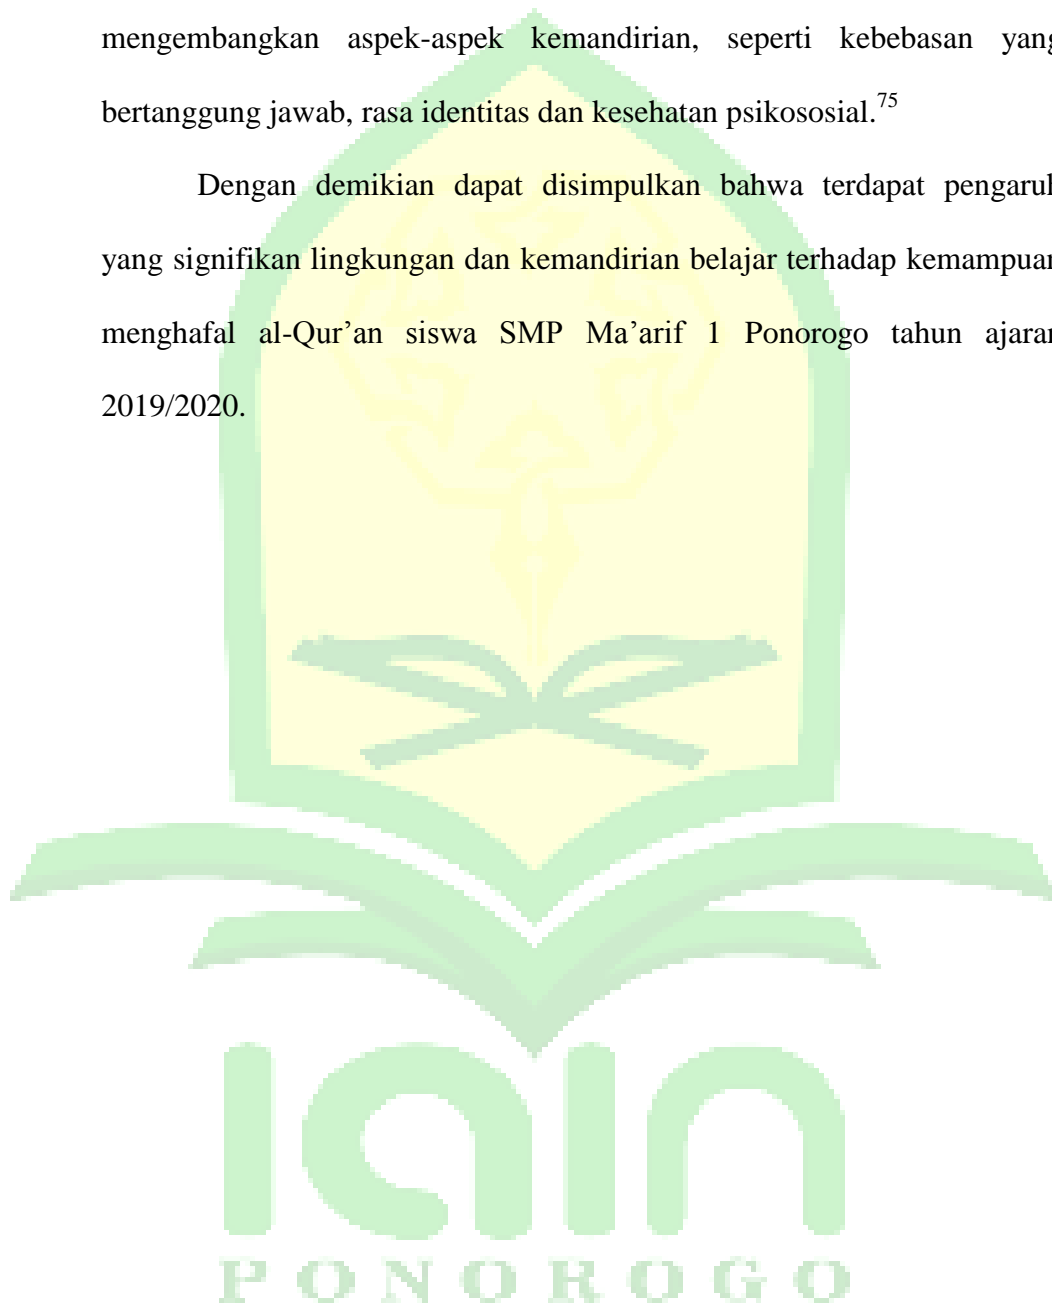 mengembangkan aspek-aspek kemandirian, seperti kebebasan yang
bertanggung jawab, rasa identitas dan kesehatan psikososial.75
Dengan demikian dapat disimpulkan bahwa terdapat pengaruh
yang signifikan lingkungan dan kemandirian belajar terhadap kemampuan
menghafal al-Qur’an siswa SMP Ma’arif 1 Ponorogo tahun ajaran
2019/2020.
iain
PONOROGO